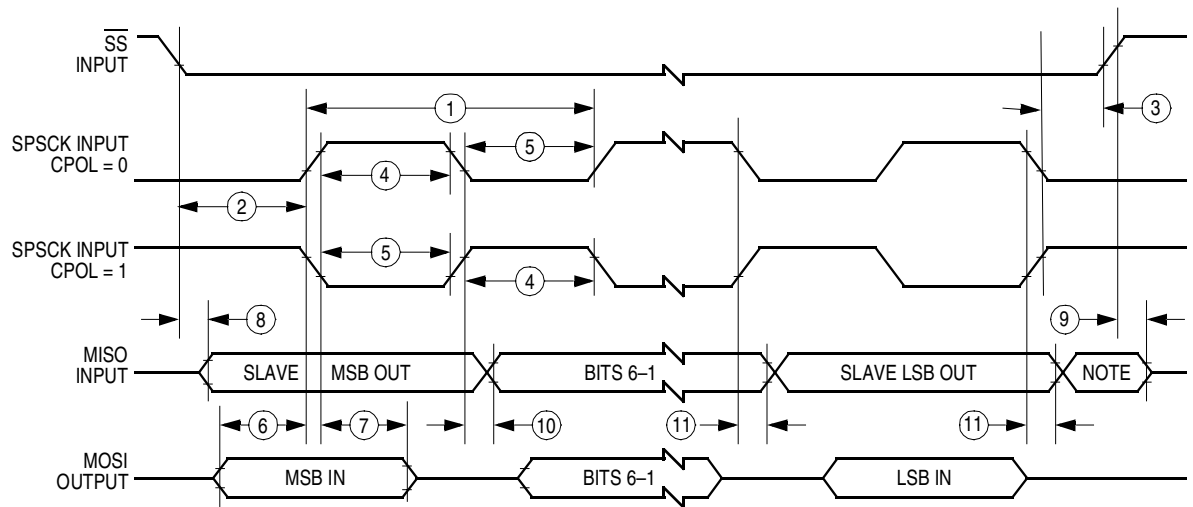 SS
INPUT
1
3
SPSCK INPUT
CPOL = 0
5
4
2
SPSCK INPUT
CPOL = 1
5
4
8
9
MISO
INPUT
SLAVE MSB OUT
BITS 6–1
SLAVE LSB OUT
NOTE
6
7
10
11
11
MOSI
OUTPUT
MSB IN
BITS 6–1
LSB IN